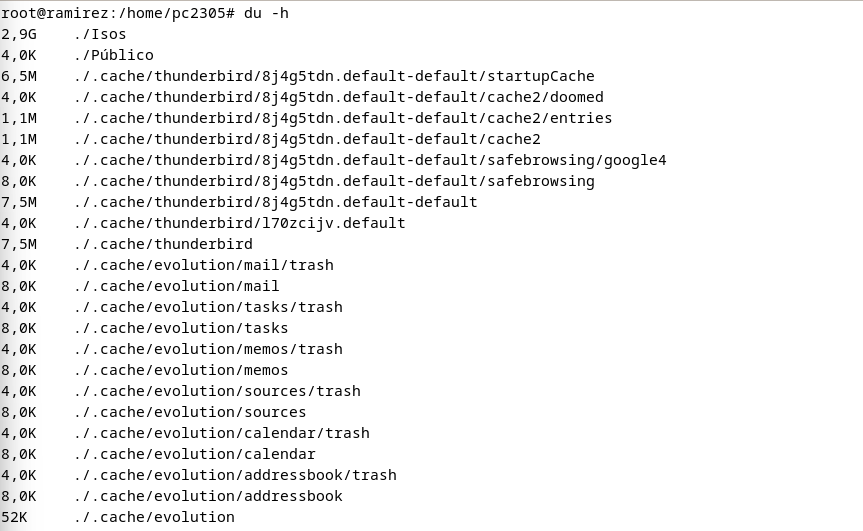 root@ramirez:/home/pc2305# du -h
2,9G    ./Isos
4,0K    ./Público
6,5M    ./.cache/thunderbird/8j4g5tdn.default-default/startupCache
4,0K    ./.cache/thunderbird/8j4g5tdn.default-default/cache2/doomed
1,1M    ./.cache/thunderbird/8j4g5tdn.default-default/cache2/entries
1,1M    ./.cache/thunderbird/8j4g5tdn.default-default/cache2
4,0K    ./.cache/thunderbird/8j4g5tdn.default-default/safebrowsing/google4
8,0K    ./.cache/thunderbird/8j4g5tdn.default-default/safebrowsing
7,5M    ./.cache/thunderbird/8j4g5tdn.default-default
4,0K    ./.cache/thunderbird/l70zcijv.default
7,5M    ./.cache/thunderbird
4,0K    ./.cache/evolution/mail/trash
8,0K    ./.cache/evolution/mail
4,0K    ./.cache/evolution/tasks/trash
8,0K    ./.cache/evolution/tasks
4,0K    ./.cache/evolution/memos/trash
8,0K    ./.cache/evolution/memos
4,0K    ./.cache/evolution/sources/trash
8,0K    ./.cache/evolution/sources
4,0K    ./.cache/evolution/calendar/trash
8,0K    ./.cache/evolution/calendar
4,0K    ./.cache/evolution/addressbook/trash
8,0K    ./.cache/evolution/addressbook
52K     ./.cache/evolution